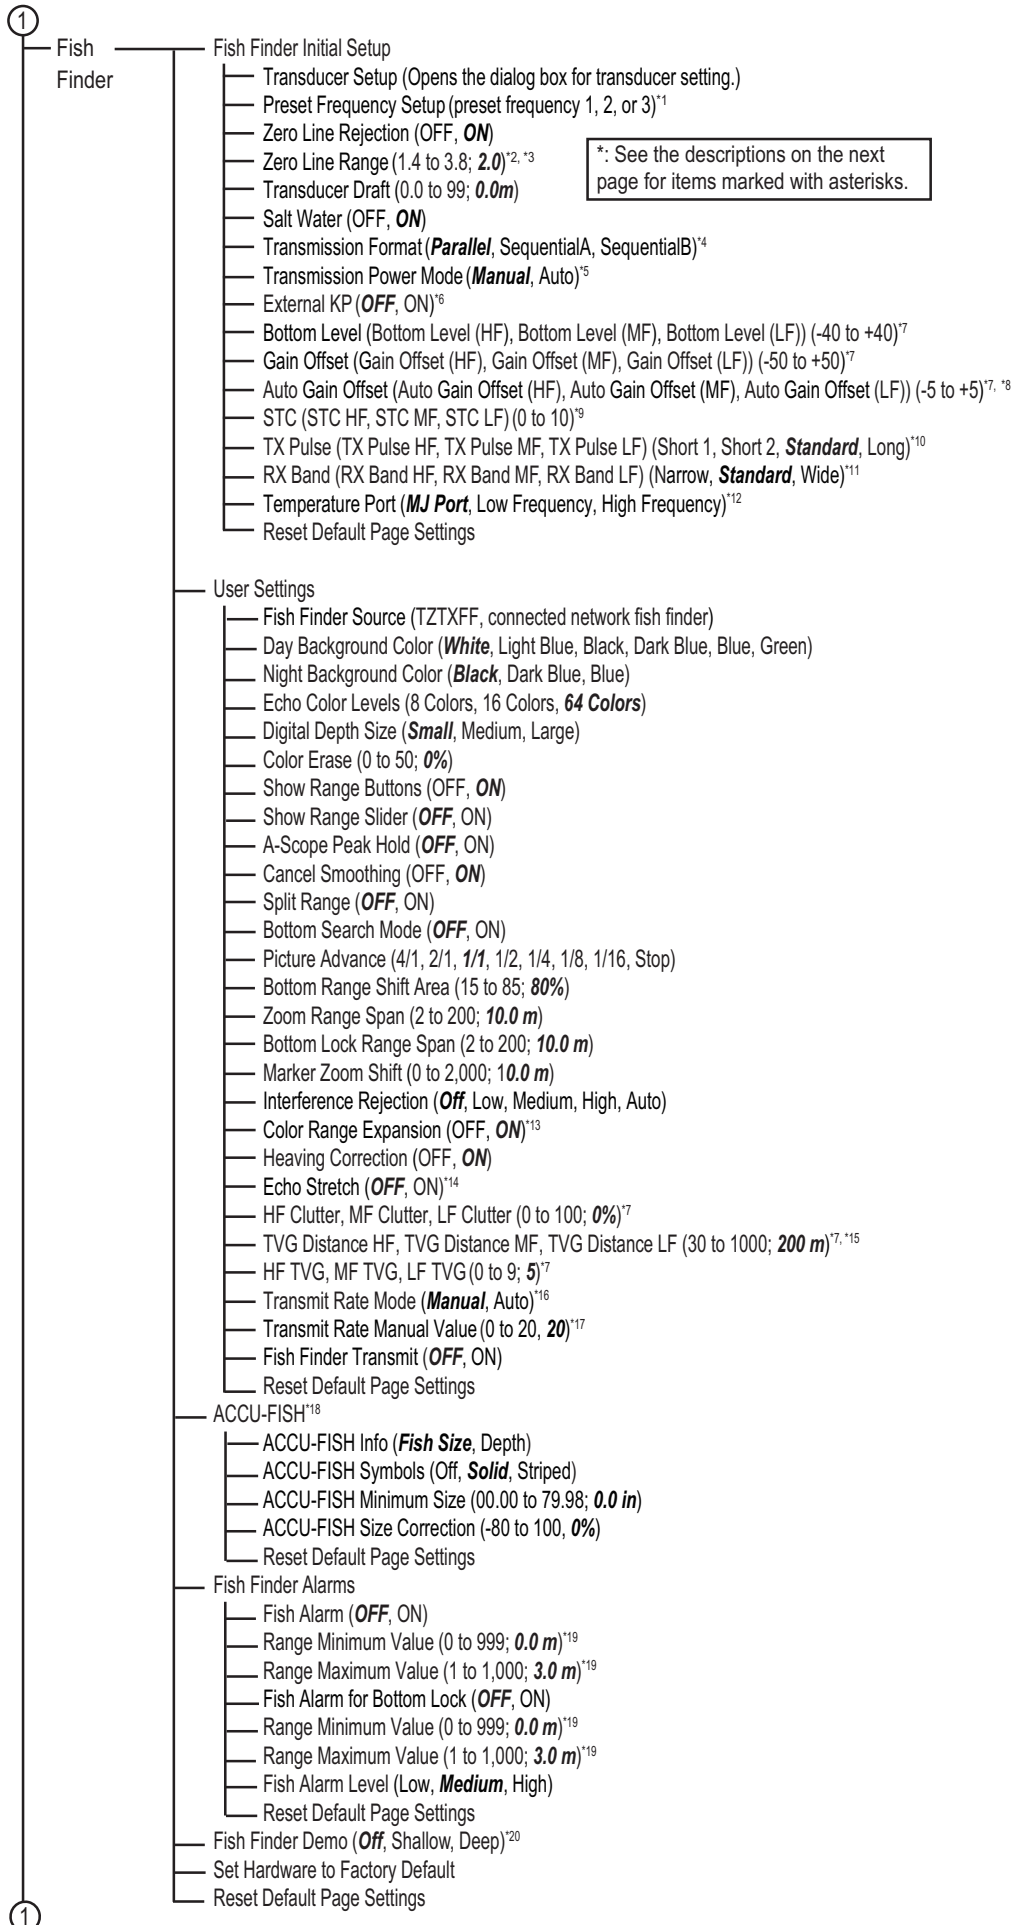 1
Fish
Finder
Fish Finder Initial Setup
Transducer Setup (Opens the dialog box for transducer setting.)
Preset Frequency Setup (preset frequency 1, 2, or 3)*1
Zero Line Rejection (OFF, ON)
Zero Line Range (1.4 to 3.8; 2.0)*2, *3
*: See the descriptions on the next
page for items marked with asterisks.
Transducer Draft (0.0 to 99; 0.0m)
Salt Water (OFF, ON)
Transmission Format (Parallel, SequentialA, SequentialB)*4
Transmission Power Mode (Manual, Auto)*5
External KP (OFF, ON)*6
Bottom Level (Bottom Level (HF), Bottom Level (MF), Bottom Level (LF)) (-40 to +40)*7
Gain Offset (Gain Offset (HF), Gain Offset (MF), Gain Offset (LF)) (-50 to +50)*7
Auto Gain Offset (Auto Gain Offset (HF), Auto Gain Offset (MF), Auto Gain Offset (LF)) (-5 to +5)*7, *8
STC (STC HF, STC MF, STC LF) (0 to 10)*9
TX Pulse (TX Pulse HF, TX Pulse MF, TX Pulse LF) (Short 1, Short 2, Standard, Long)*10
RX Band (RX Band HF, RX Band MF, RX Band LF) (Narrow, Standard, Wide)*11
Temperature Port (MJ Port, Low Frequency, High Frequency)*12
Reset Default Page Settings
User Settings
Fish Finder Source (TZTXFF, connected network fish finder)
Day Background Color (White, Light Blue, Black, Dark Blue, Blue, Green)
Night Background Color (Black, Dark Blue, Blue)
Echo Color Levels (8 Colors, 16 Colors, 64 Colors)
Digital Depth Size (Small, Medium, Large)
Color Erase (0 to 50; 0%)
Show Range Buttons (OFF, ON)
Show Range Slider (OFF, ON)
A-Scope Peak Hold (OFF, ON)
Cancel Smoothing (OFF, ON)
Split Range (OFF, ON)
Bottom Search Mode (OFF, ON)
Picture Advance (4/1, 2/1, 1/1, 1/2, 1/4, 1/8, 1/16, Stop)
Bottom Range Shift Area (15 to 85; 80%)
Zoom Range Span (2 to 200; 10.0 m)
Bottom Lock Range Span (2 to 200; 10.0 m)
Marker Zoom Shift (0 to 2,000; 10.0 m)
Interference Rejection (Off, Low, Medium, High, Auto)
Color Range Expansion (OFF, ON)*13
Heaving Correction (OFF, ON)
Echo Stretch (OFF, ON)*14
HF Clutter, MF Clutter, LF Clutter (0 to 100; 0%)*7
TVG Distance HF, TVG Distance MF, TVG Distance LF (30 to 1000; 200 m)*7, *15
HF TVG, MF TVG, LF TVG (0 to 9; 5)*7
Transmit Rate Mode (Manual, Auto)*16
Transmit Rate Manual Value (0 to 20, 20)*17
Fish Finder Transmit (OFF, ON)
Reset Default Page Settings
ACCU-FISH*18
ACCU-FISH Info (Fish Size, Depth)
ACCU-FISH Symbols (Off, Solid, Striped)
ACCU-FISH Minimum Size (00.00 to 79.98; 0.0 in)
ACCU-FISH Size Correction (-80 to 100, 0%)
Reset Default Page Settings
Fish Finder Alarms
Fish Alarm (OFF, ON)
Range Minimum Value (0 to 999; 0.0 m)*19
Range Maximum Value (1 to 1,000; 3.0 m)*19
Fish Alarm for Bottom Lock (OFF, ON)
Range Minimum Value (0 to 999; 0.0 m)*19
Range Maximum Value (1 to 1,000; 3.0 m)*19
Fish Alarm Level (Low, Medium, High)
Reset Default Page Settings
Fish Finder Demo (Off, Shallow, Deep)*20
Set Hardware to Factory Default
Reset Default Page Settings
1